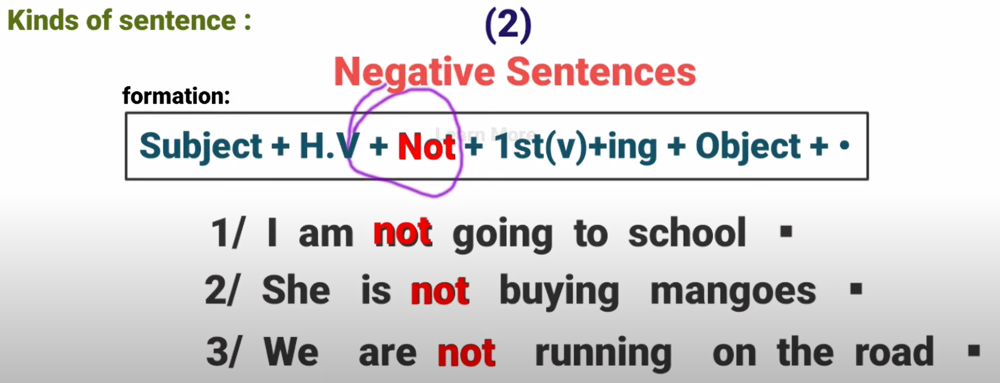 Kinds of sentence :
(2)
Negative Sentences
formation:
Learn More
Subject + H.V + Not + 1st(v)+ing + Object + •
1/ I am not going to school ▪
2/ She is not buying mangoes ▪
3/ We are not running on the road ▪